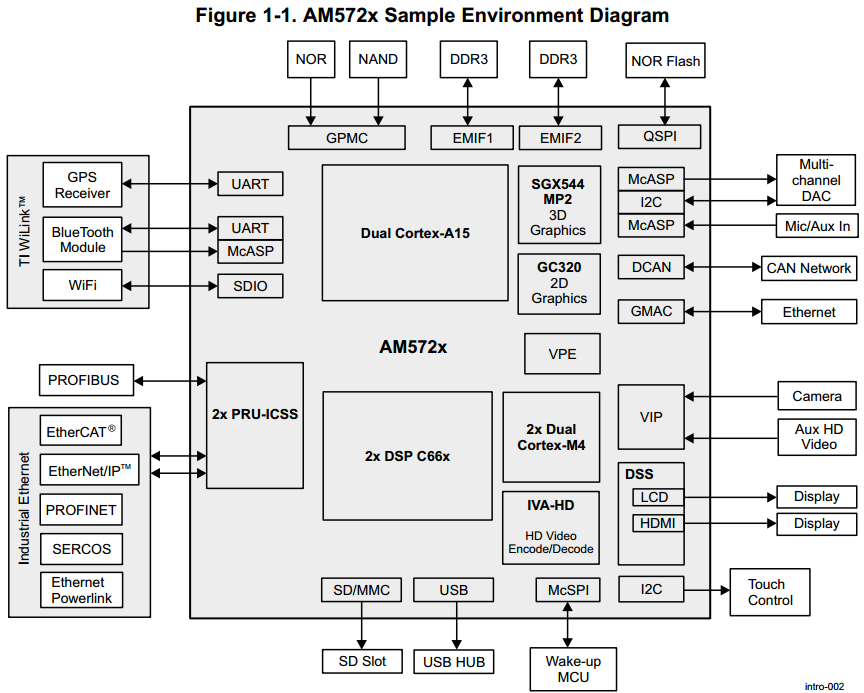 Figure 1-1. AM572x Sample Environment Diagram
NOR
NAND
DDR3
DDR3
NOR Flash
GPMC
EMIF1
EMIF2
QSPI
TI WiLink™
GPS
Receiver
BlueTooth
Module
WiFi
UART
UART
McASP
SDIO
Dual Cortex-A15
SGX544
MP2
3D
Graphics
GC320
2D
Graphics
McASP
I2C
McASP
DCAN
GMAC
Multi-
channel
DAC
Mic/Aux In
CAN Network
Ethernet
AM572x
VPE
PROFIBUS
2x PRU-ICSS
Industrial Ethernet
EtherCAT®
EtherNet/IP™
PROFINET
SERCOS
Ethernet
Powerlink
2x DSP C66x
2x Dual
Cortex-M4
IVA-HD
HD Video
Encode/Decode
VIP
Camera
Aux HD
Video
DSS
LCD
HDMI
Display
Display
SD/MMC
USB
McSPI
I2C
Touch
Control
SD Slot
USB HUB
Wake-up
MCU
intro-002